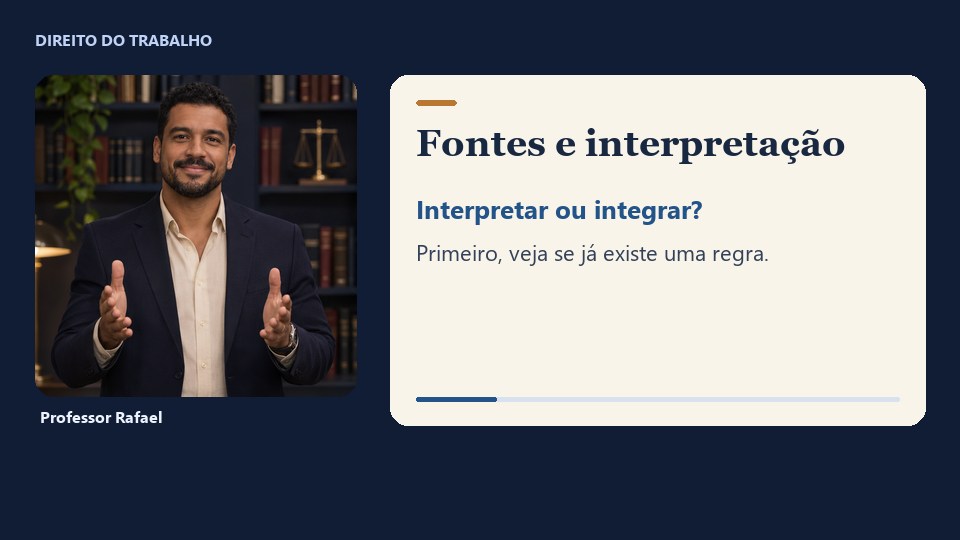 DIREITO DO TRABALHO
Fontes e interpretação
Interpretar ou integrar?
Primeiro, veja se já existe uma regra.
Professor Rafael